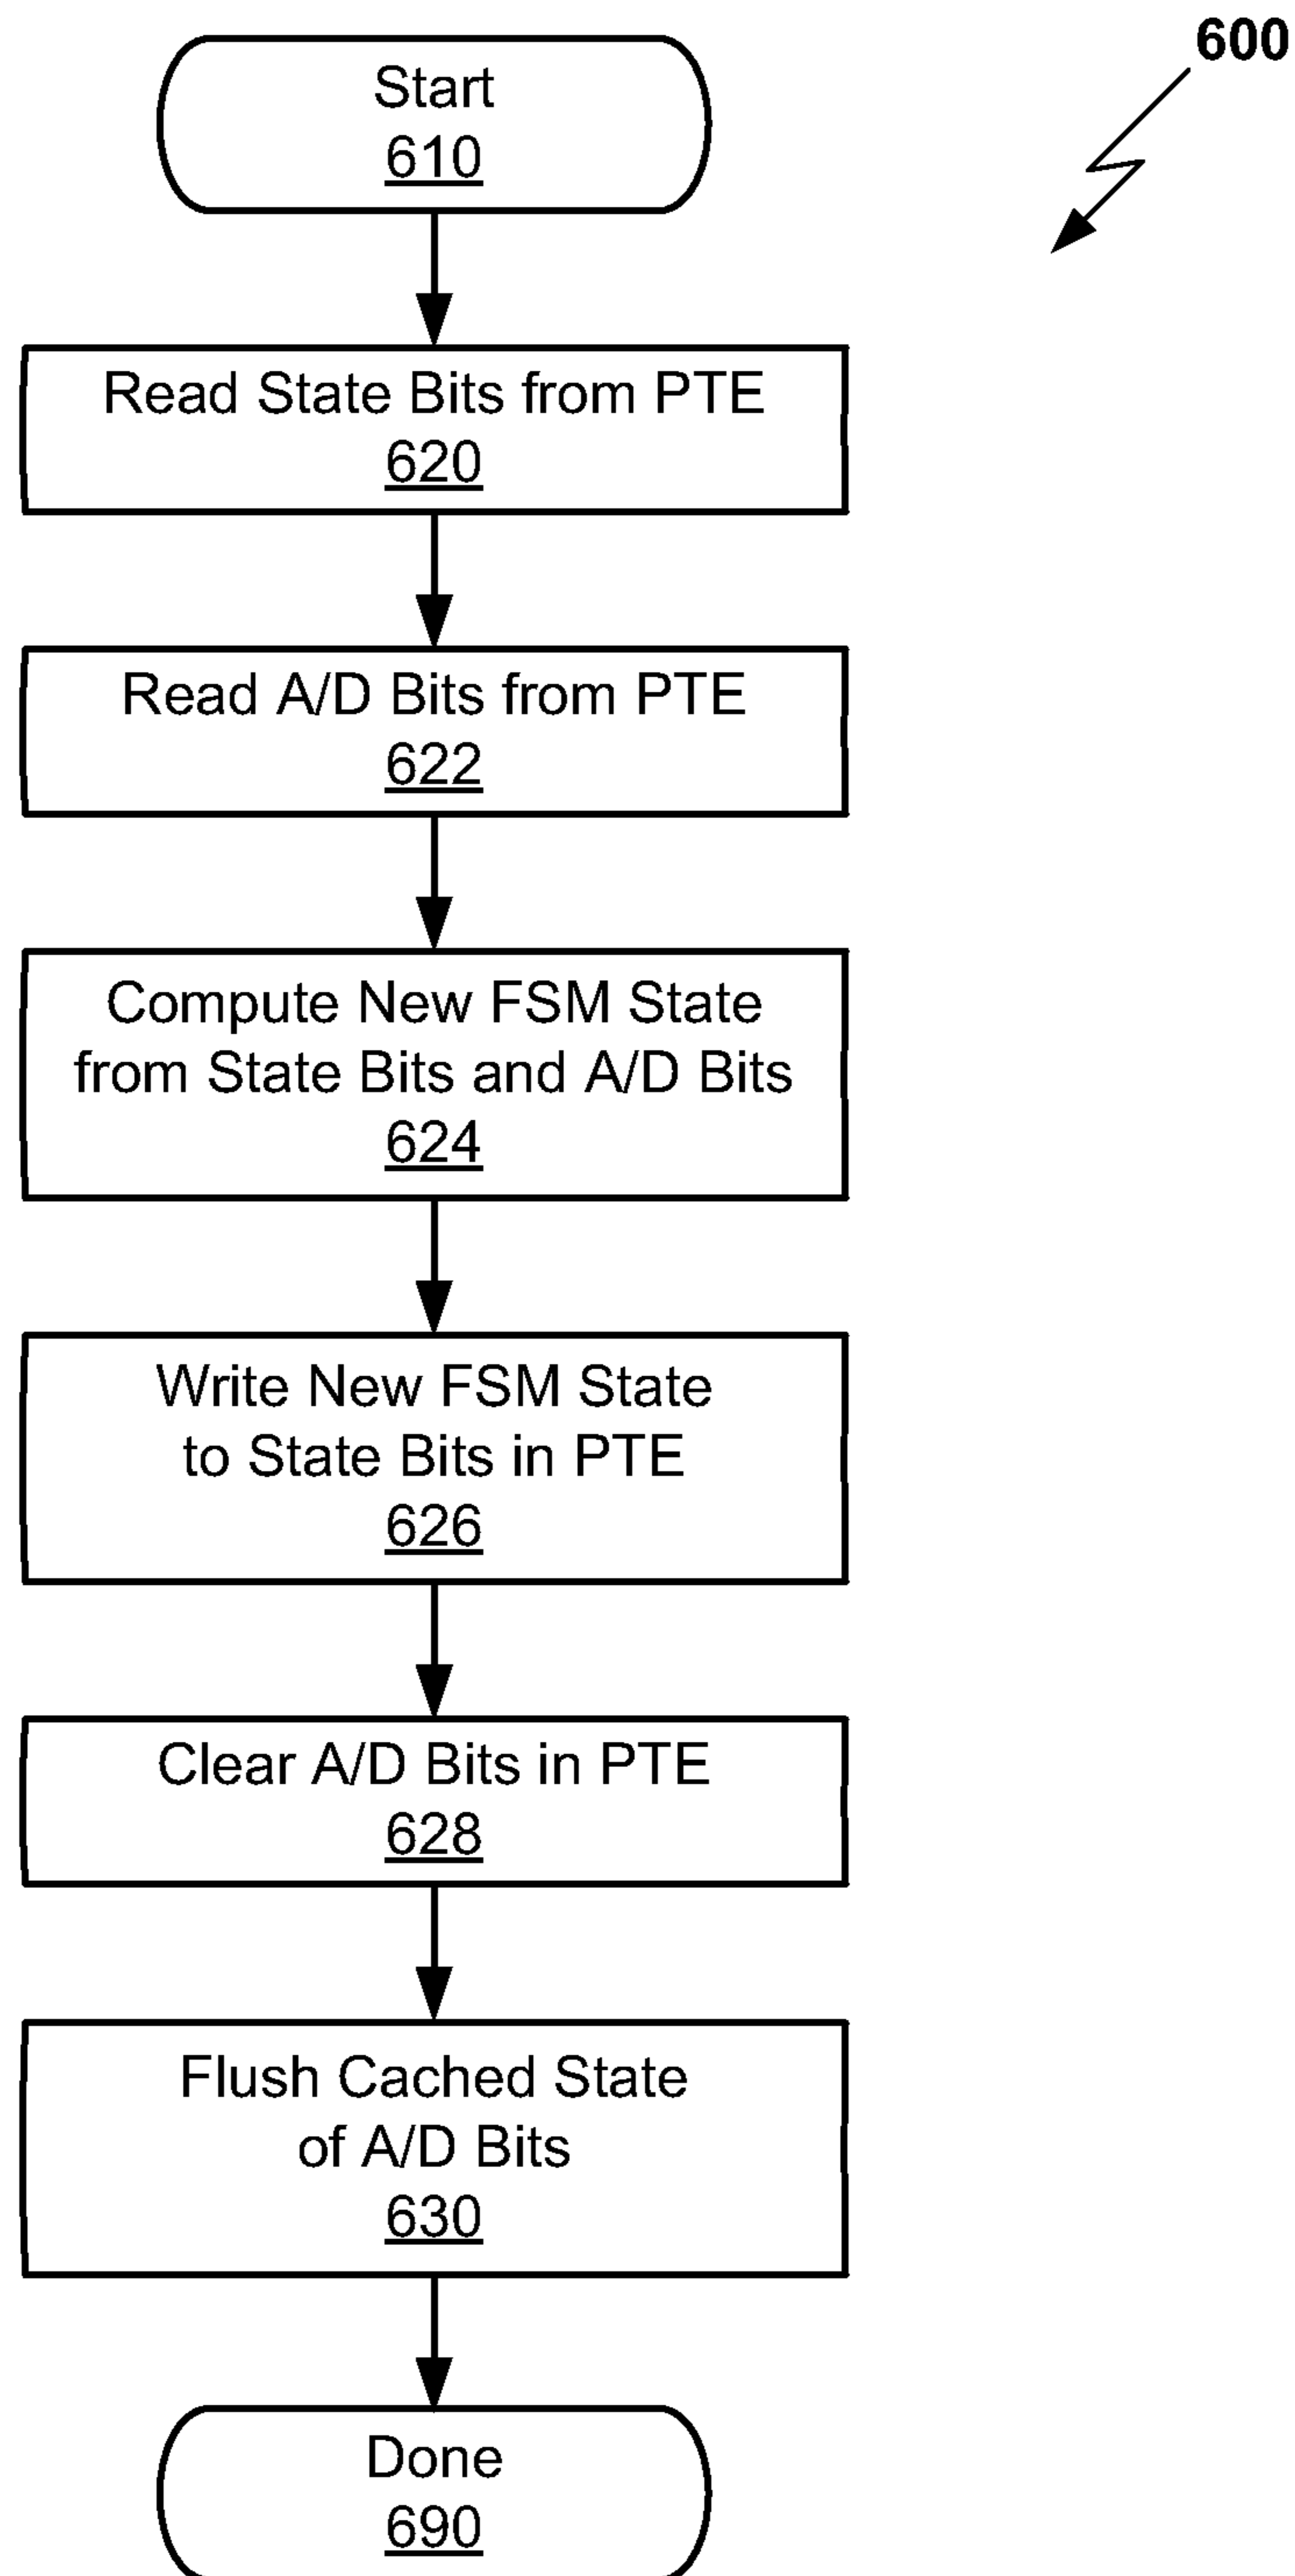 600
Start
610
Read State Bits from PTE
620
Read A/D Bits from PTE
622
Compute New FSM State
from State Bits and A/D Bits
624
Write New FSM State
to State Bits in PTE
626
Clear A/D Bits in PTE
628
Flush Cached State
of A/D Bits
630
Done
690